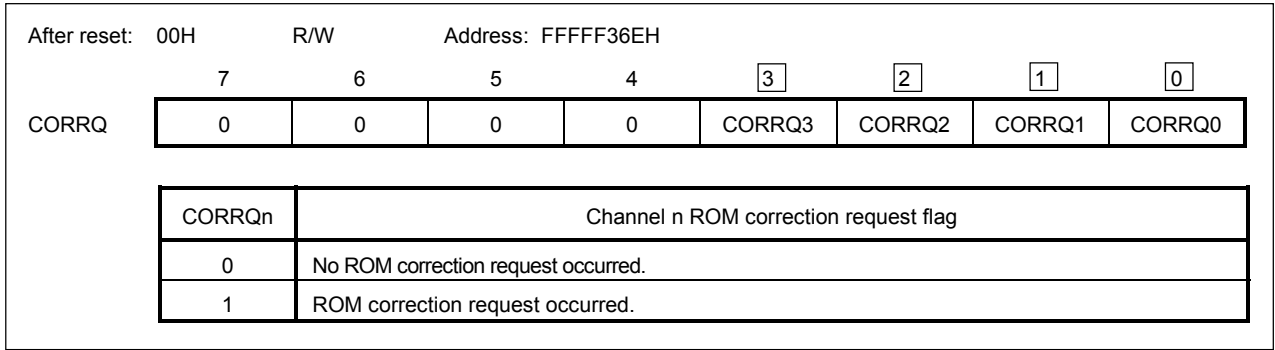 After reset: 00H R/W Address: FFFFF36EH
7 6 5 4 3 2 1 0
CORRQ 0 0 0 0 CORRQ3 CORRQ2 CORRQ1 CORRQ0
CORRQn Channel n ROM correction request flag
0 No ROM correction request occurred.
1 ROM correction request occurred.